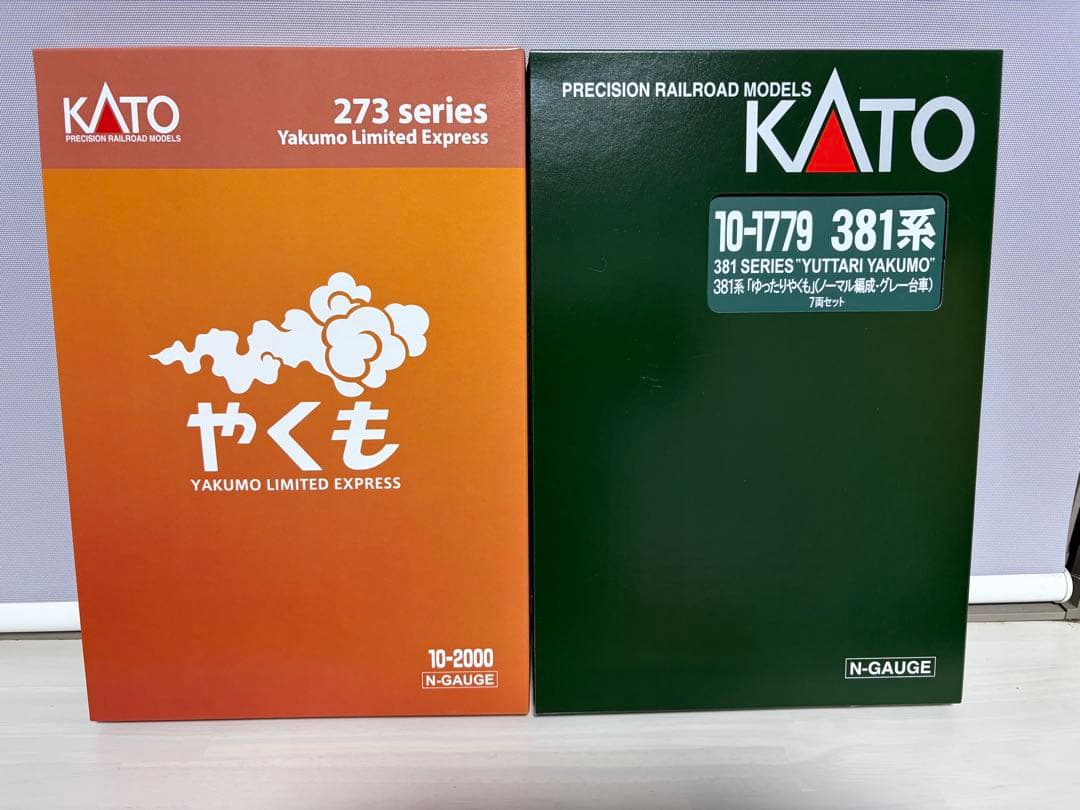 KATO
PRECISION RAILROAD MODELS
273 series
Yakumo Limited Express
やくも
YAKUMO LIMITED EXPRESS
10-2000
N-GAUGE
PRECISION RAILROAD MODELS
KATO
10-1779 381系
381 SERIES "YUTTARI YAKUMO"
381系「ゆったりやくも」(ノーマル編成・グレー台車)
7両セット
N-GAUGE